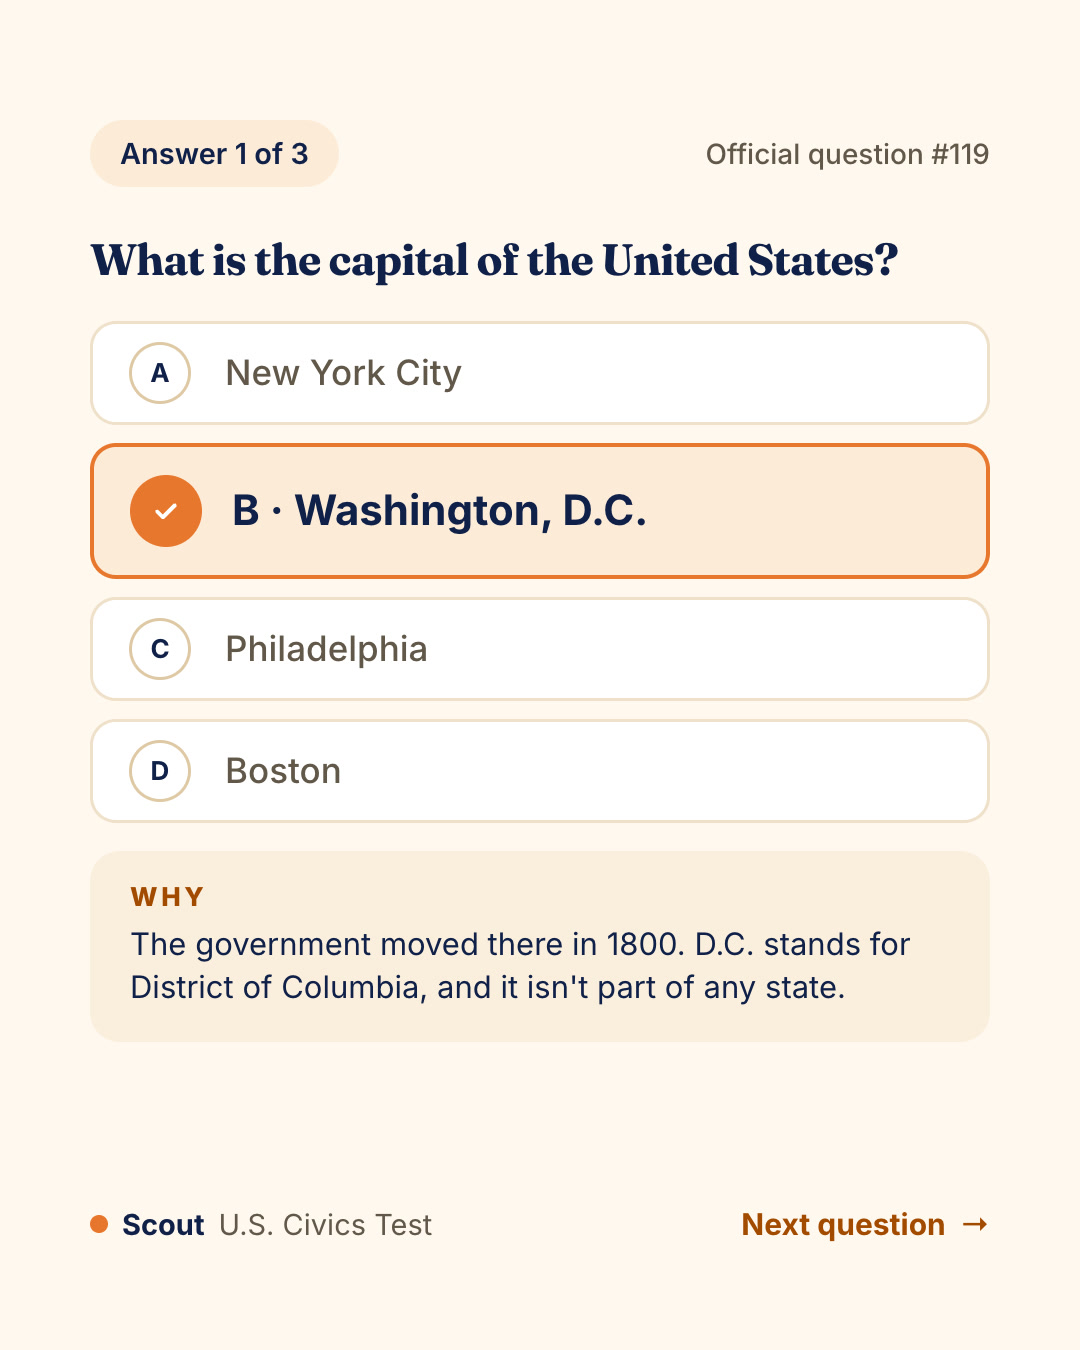 Answer 1 of 3
Official question #119
What is the capital of the United States?
A New York City
B · Washington, D.C.
C Philadelphia
D Boston
WHY
The government moved there in 1800. D.C. stands for
District of Columbia, and it isn't part of any state.
Scout U.S. Civics Test
Next question →